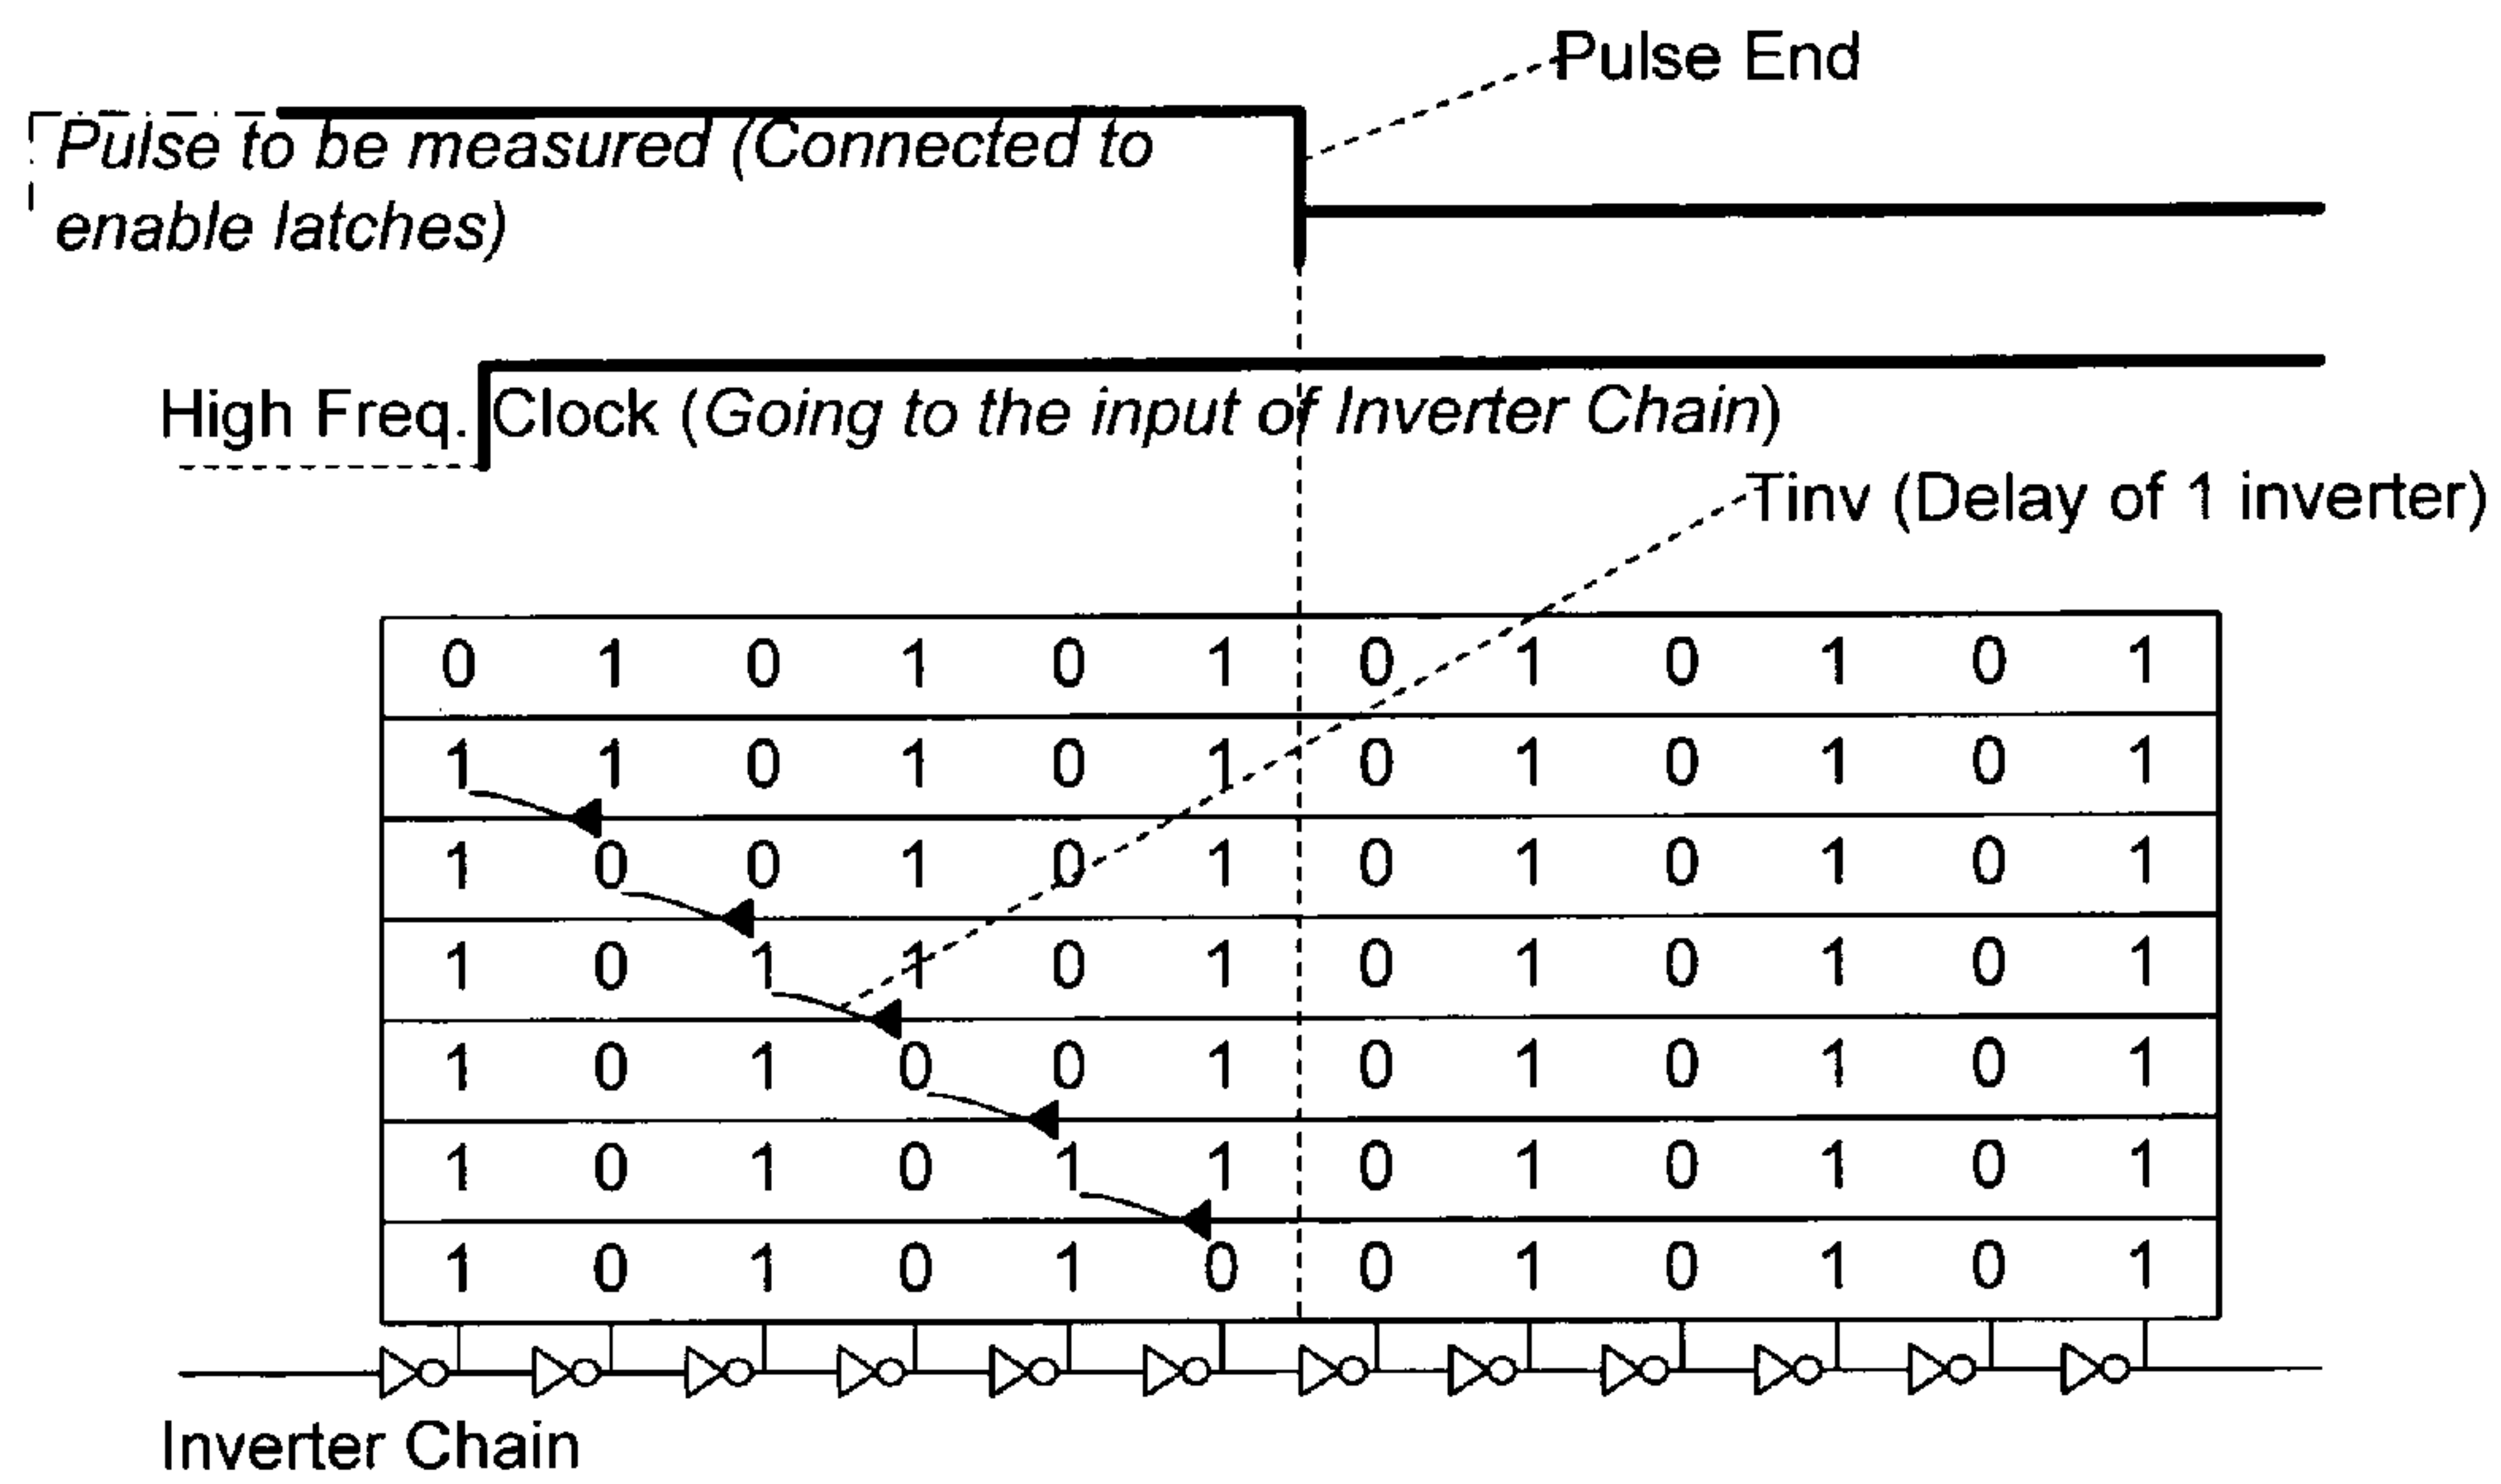 Pulse End
Pulse to be measured (Connected to
enable latches)
High Freq. Clock (Going to the input of Inverter Chain)
Tinv (Delay of 1 inverter)
0 1 0 1 0 1 0 1 0 1 0 1
1 1 0 1 0 1 0 1 0 1 0 1
1 0 0 1 0 1 0 1 0 1 0 1
1 0 1 1 0 1 0 1 0 1 0 1
1 0 1 0 0 1 0 1 0 1 0 1
1 0 1 0 1 1 0 1 0 1 0 1
1 0 1 0 1 0 0 1 0 1 0 1
Inverter Chain